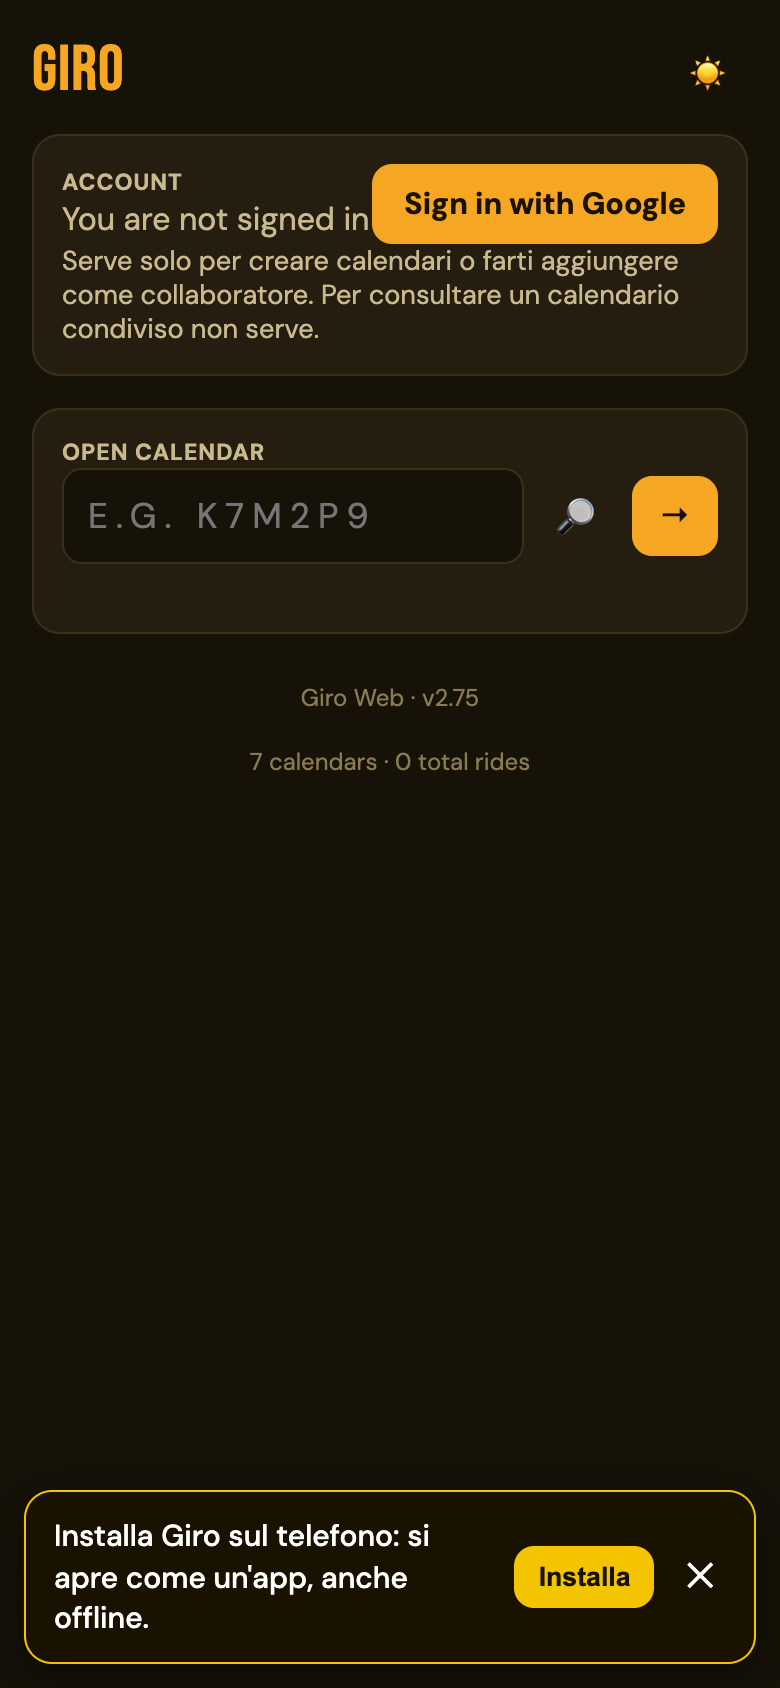 GIRO
ACCOUNT
You are not signed in
Sign in with Google
Serve solo per creare calendari o farti aggiungere
come collaboratore. Per consultare un calendario
condiviso non serve.
OPEN CALENDAR
E.G. K7M2P9
→
Giro Web · v2.75
7 calendars · 0 total rides
Installa Giro sul telefono: si
apre come un'app, anche
offline.
Installa